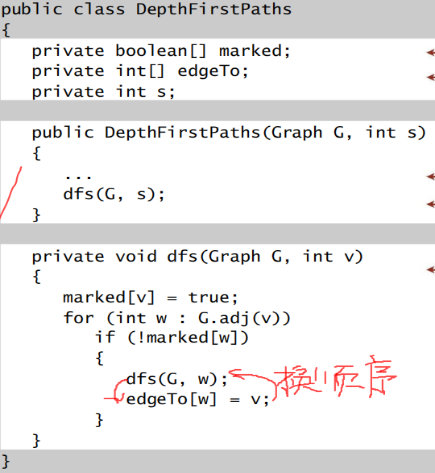 public class DepthFirstPaths
{
private boolean[] marked;
private int[] edgeTo;
private int s;
public DepthFirstPaths(Graph G, int s)
{
...
dfs(G, s);
}
private void dfs(Graph G, int v)
{
marked[v] = true;
for (int w : G.adj(v))
if (!marked[w])
{
dfs(G, w); 换顺序
edgeTo[w] = v;
}
}
}